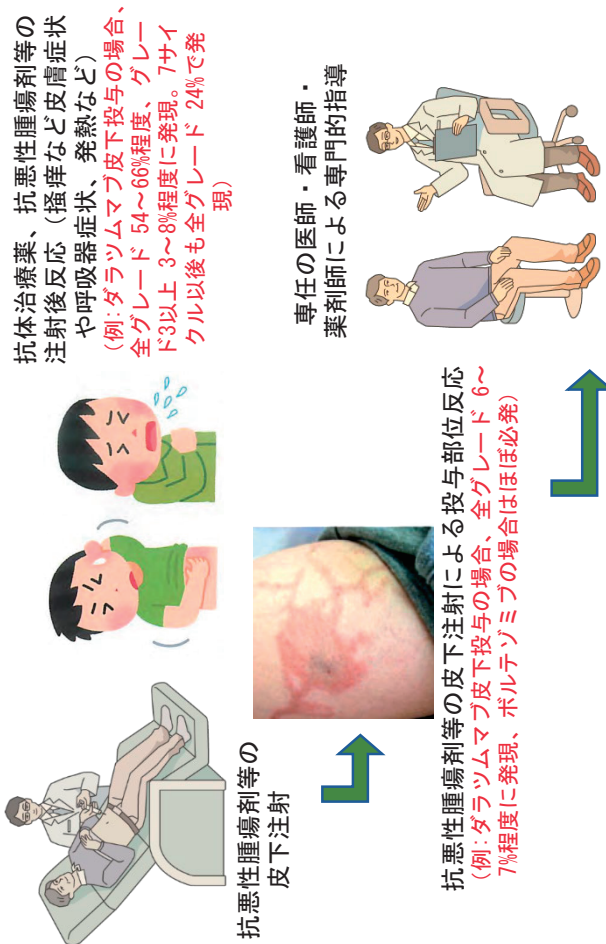 抗悪性腫瘍剤等の
皮下注射
抗体治療薬、抗悪性腫瘍剤等の
注射後反応（掻痒など皮膚症状
や呼吸器症状、発熱など）
（例：ダラツムマブ皮下投与の場合、
全グレード 54～66%程度、グレー
ド3以上 3～8%程度に発現。7サイ
クル以後も全グレード 24%で発
現）
抗悪性腫瘍剤等の皮下注射による投与部位反応
（例：ダラツムマブ皮下投与の場合、全グレード 6～
7%程度に発現、ボルテゾミブの場合はほぼ必発）
専任の医師・看護師・
薬剤師による専門的指導